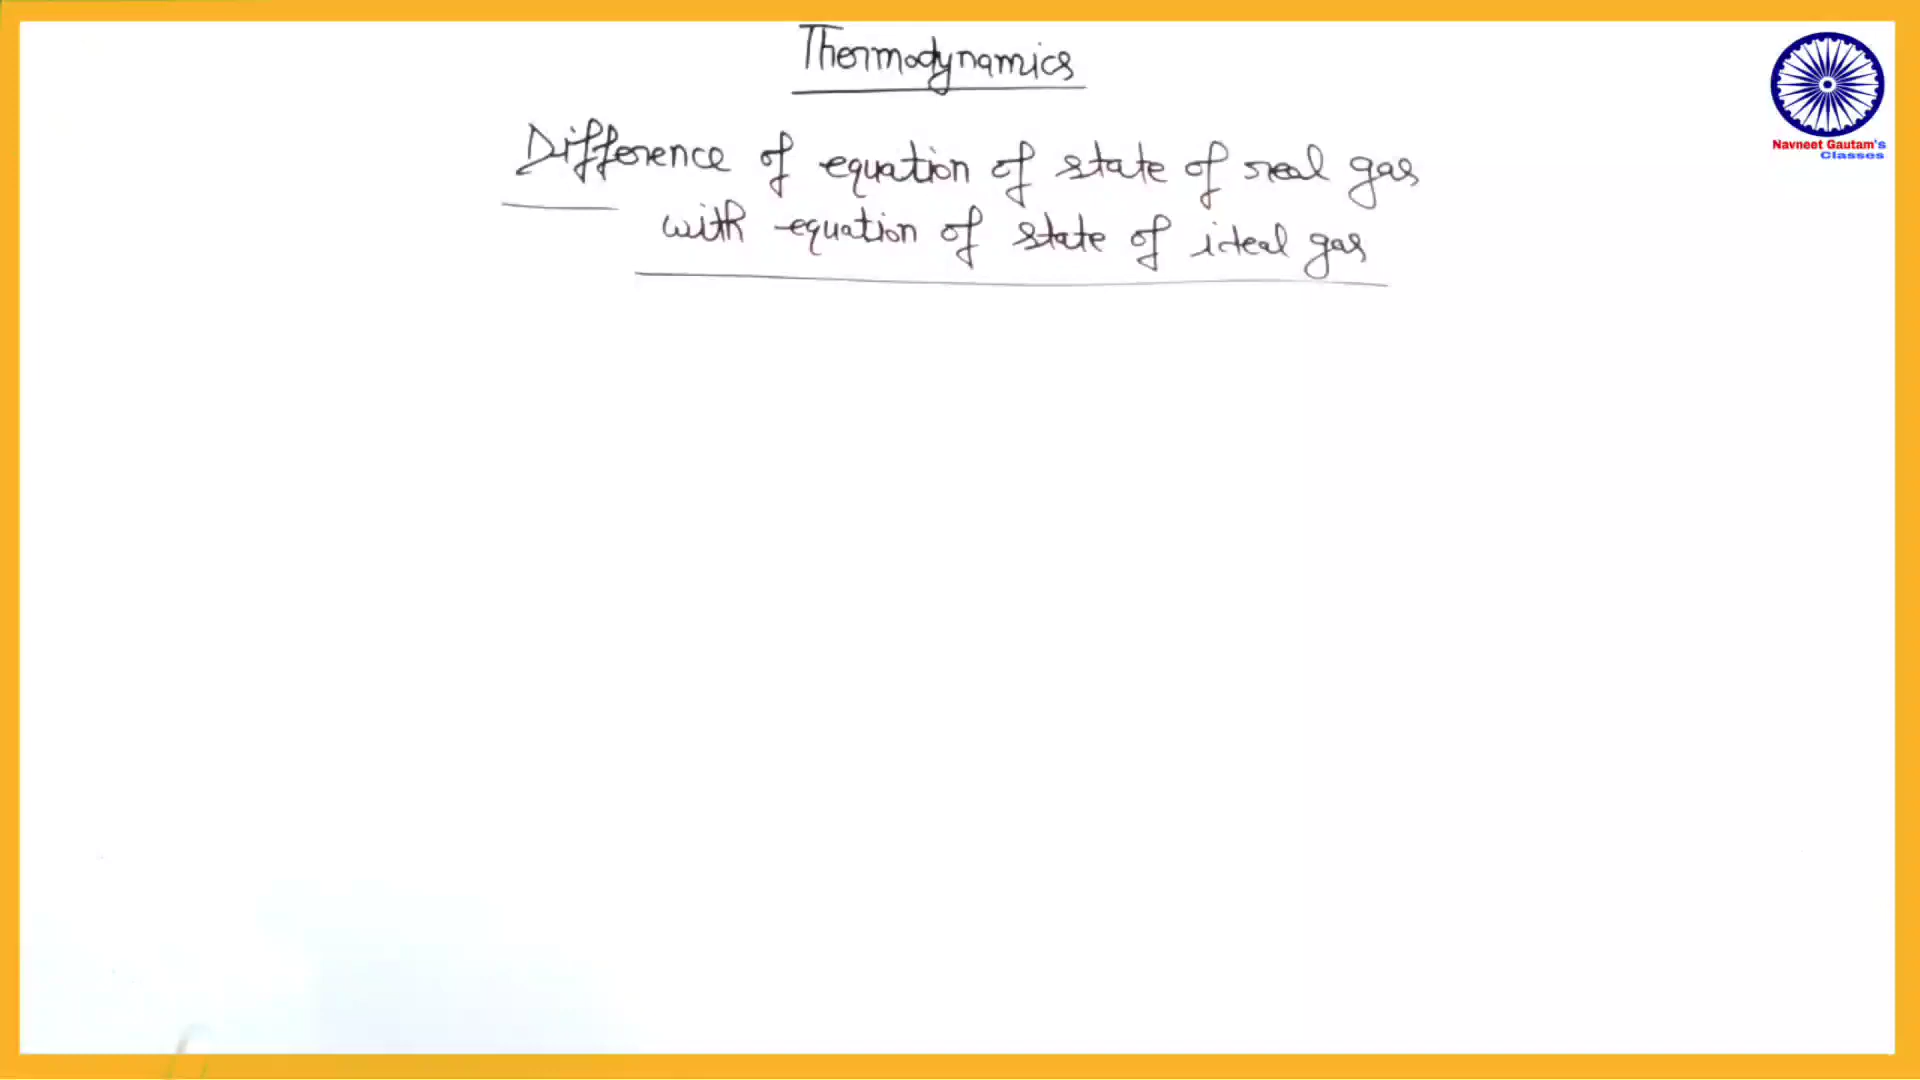 Thermodynamics
Difference of equation of state of real gas
with equation of state of ideal gas
Navneet Gautam's
Classes